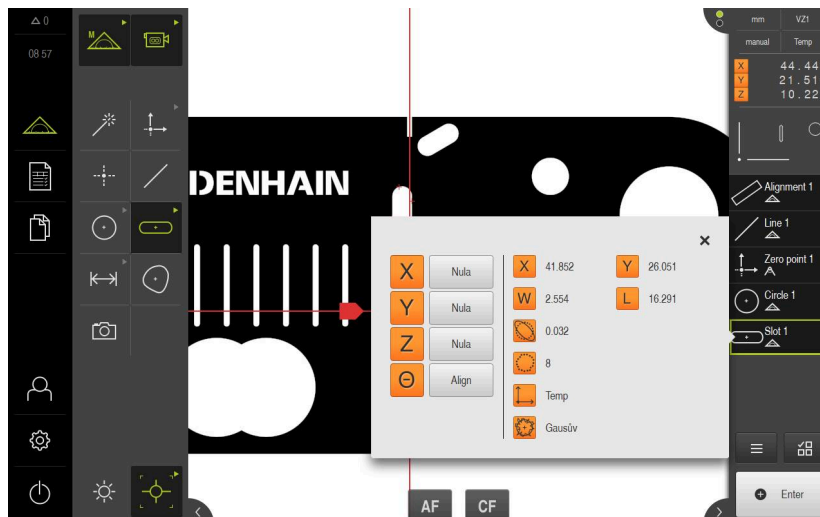 0
08 57
M
DENHAIN
mm VZ1
manual Temp
X 44.44
Y 21.51
Z 10.22
Alignment 1
Line 1
Zero point 1
Circle 1
Slot 1
X Nula
Y Nula
Z Nula
Θ Align
X 41.852 Y 26.051
W 2.554 L 16.291
0.032
8
Temp
Gausův
AF CF
Enter